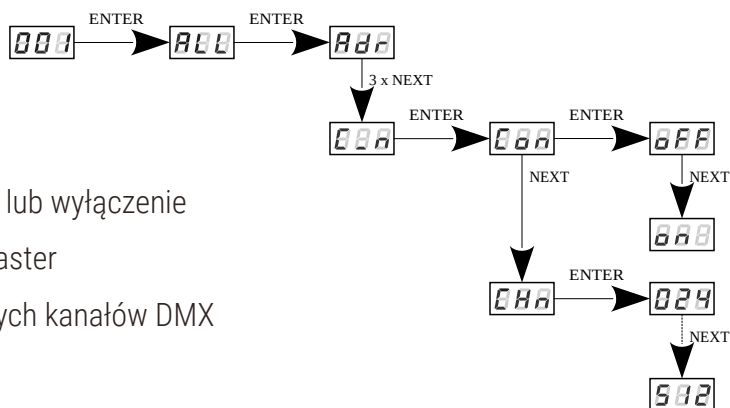 ENTER ENTER
001 ALL Adr
3 x NEXT
ENTER ENTER
C_n Con oFF
NEXT NEXT
lub wyłączenie
on
aster
ENTER
CHn 024
ych kanałów DMX
NEXT
512